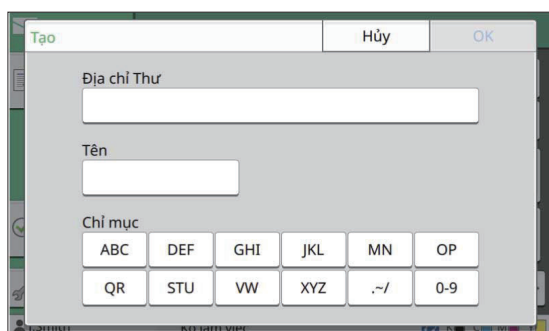 Tạo
Hủy
OK
Địa chỉ Thư
Tên
Chỉ mục
ABC DEF GHI JKL MN OP
QR STU VW XYZ .~/ 0-9